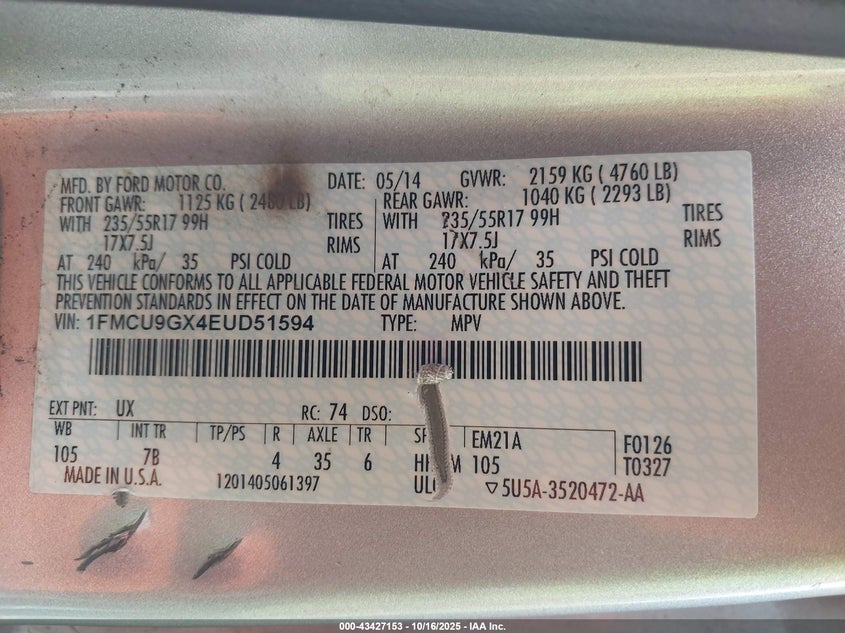 MFD. BY FORD MOTOR CO. DATE: 05/14 GVWR: 2159 KG ( 4760 LB)
FRONT GAWR: 1125 KG ( 2480 LB) REAR GAWR: 1040 KG ( 2293 LB)
WITH 235/55R17 99H TIRES WITH 235/55R17 99H TIRES
17X7.5J RIMS 17X7.5J RIMS
AT 240 kPa/ 35 PSI COLD AT 240 kPa/ 35 PSI COLD
THIS VEHICLE CONFORMS TO ALL APPLICABLE FEDERAL MOTOR VEHICLE SAFETY AND THEFT
PREVENTION STANDARDS IN EFFECT ON THE DATE OF MANUFACTURE SHOWN ABOVE.
VIN: 1FMCU9GX4EUD51594 TYPE: MPV
EXT PNT: UX RC: 74 DSO:
WB INT TR TP/PS R AXLE TR EM21A F0126
105 7B 4 35 6 105 T0327
MADE IN U.S.A. 1201405061397 ▽5U5A-3520472-AA
000-43427153 - 10/16/2025 - IAA Inc.